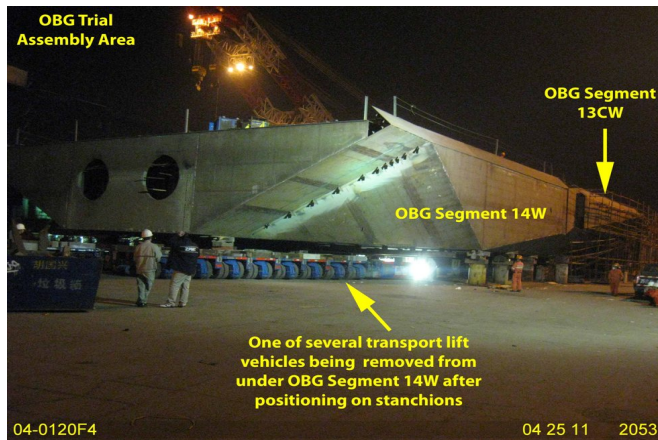 OBG Trial
Assembly Area
OBG Segment
13CW
OBG Segment 14W
One of several transport lift
vehicles being removed from
under OBG Segment 14W after
positioning on stanchions
04-0120F4
04 25 11 2053